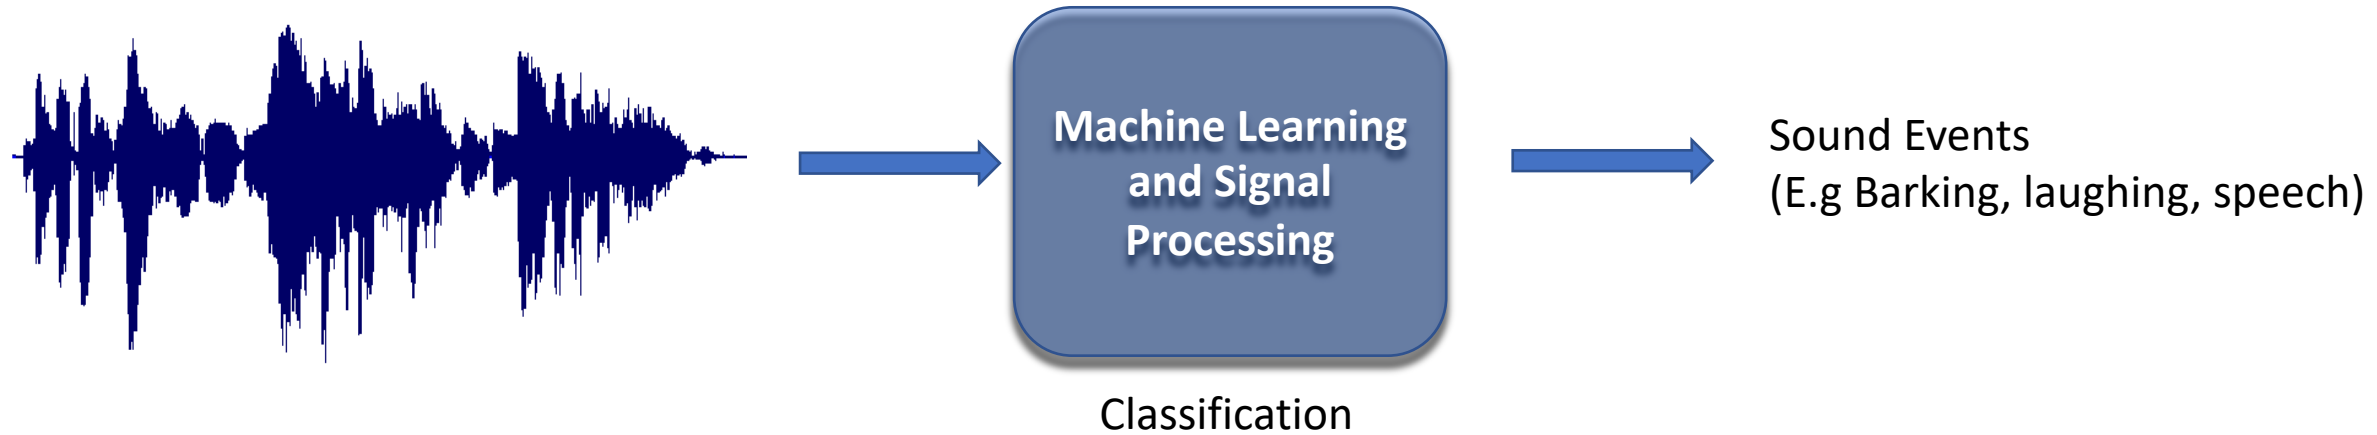 Machine Learning
and Signal
Processing
Sound Events
(E.g Barking, laughing, speech)
Classification